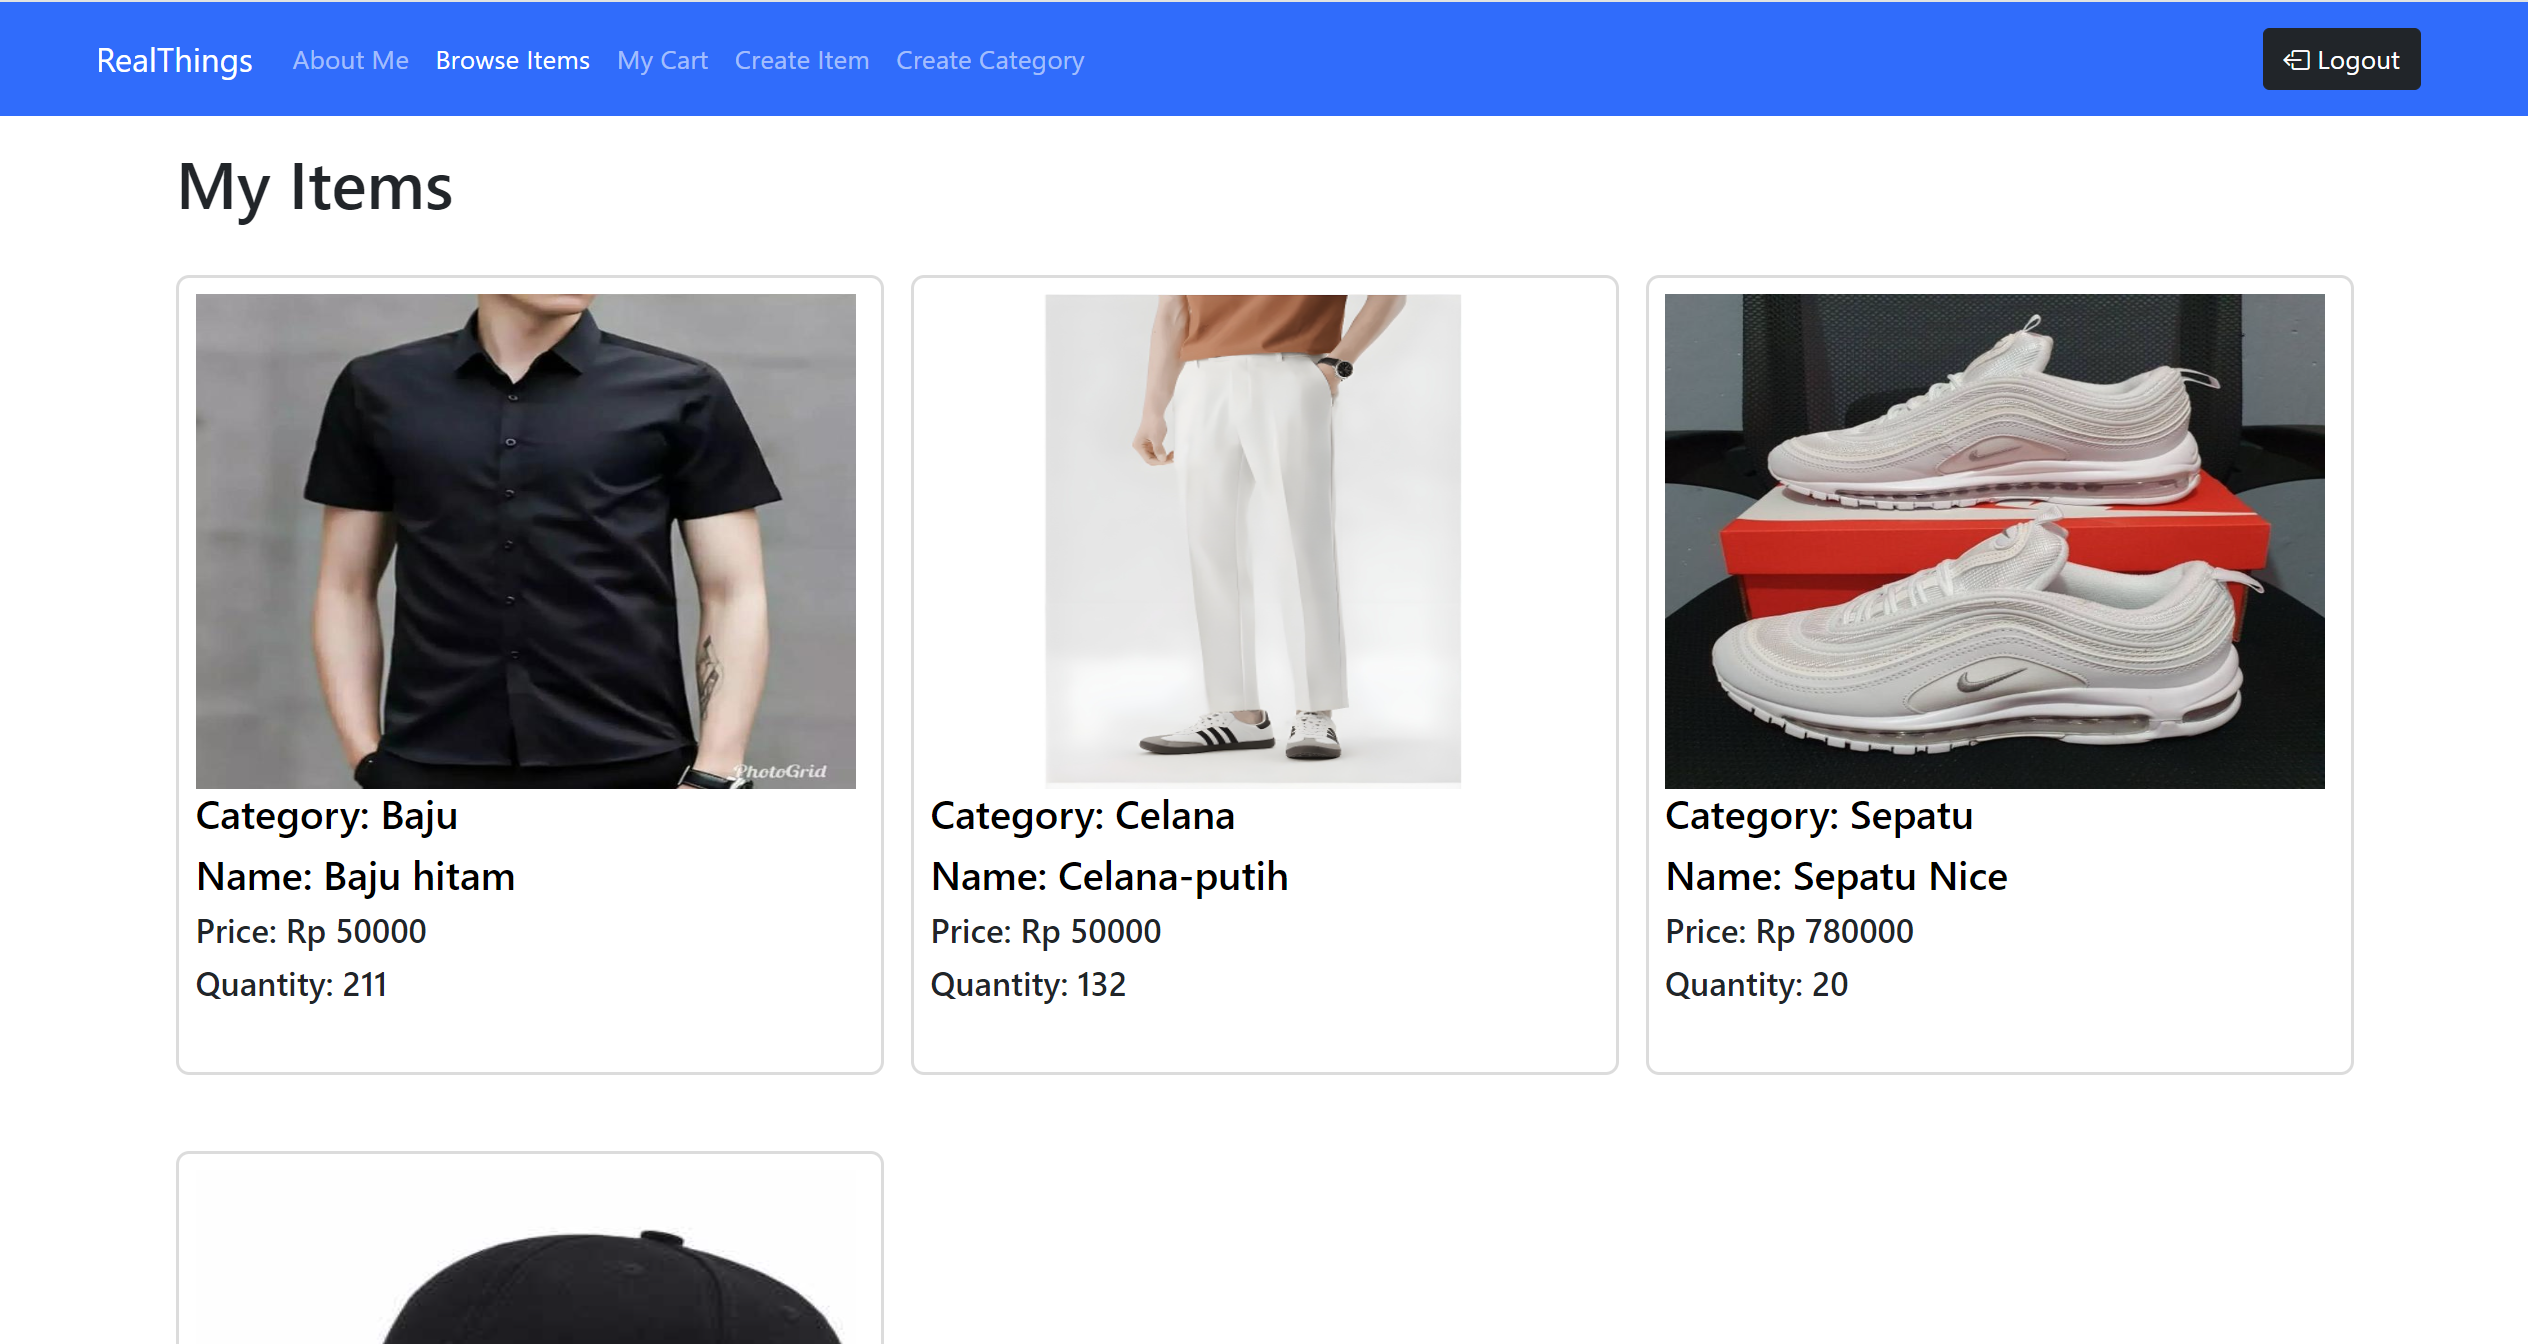 RealThings About Me Browse Items My Cart Create Item Create Category Logout
My Items
PhotoGrid
Category: Baju
Name: Baju hitam
Price: Rp 50000
Quantity: 211
Category: Celana
Name: Celana-putih
Price: Rp 50000
Quantity: 132
Category: Sepatu
Name: Sepatu Nice
Price: Rp 780000
Quantity: 20